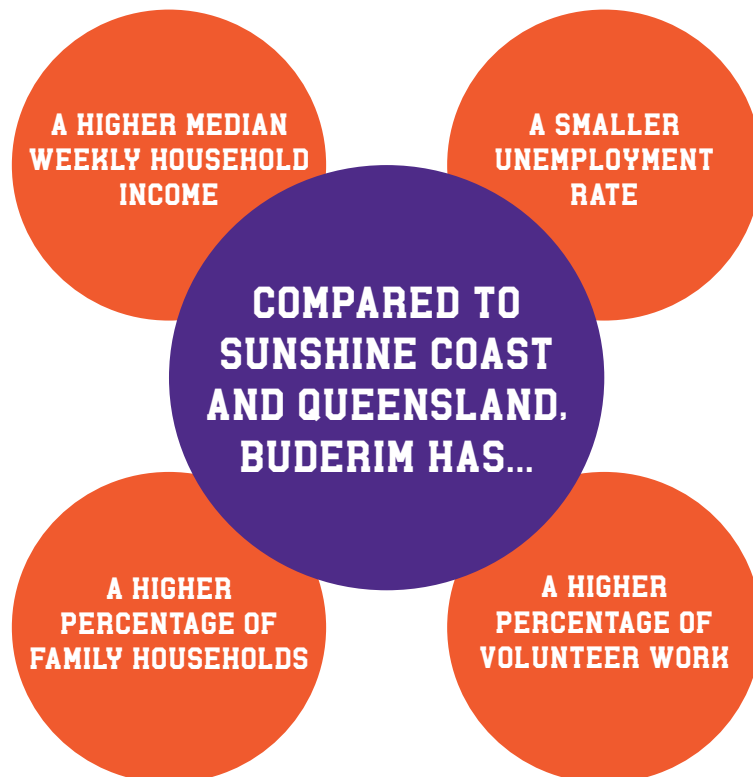 A HIGHER MEDIAN
WEEKLY HOUSEHOLD
INCOME
A SMALLER
UNEMPLOYMENT
RATE
COMPARED TO
SUNSHINE COAST
AND QUEENSLAND,
BUDERIM HAS...
A HIGHER
PERCENTAGE OF
FAMILY HOUSEHOLDS
A HIGHER
PERCENTAGE OF
VOLUNTEER WORK